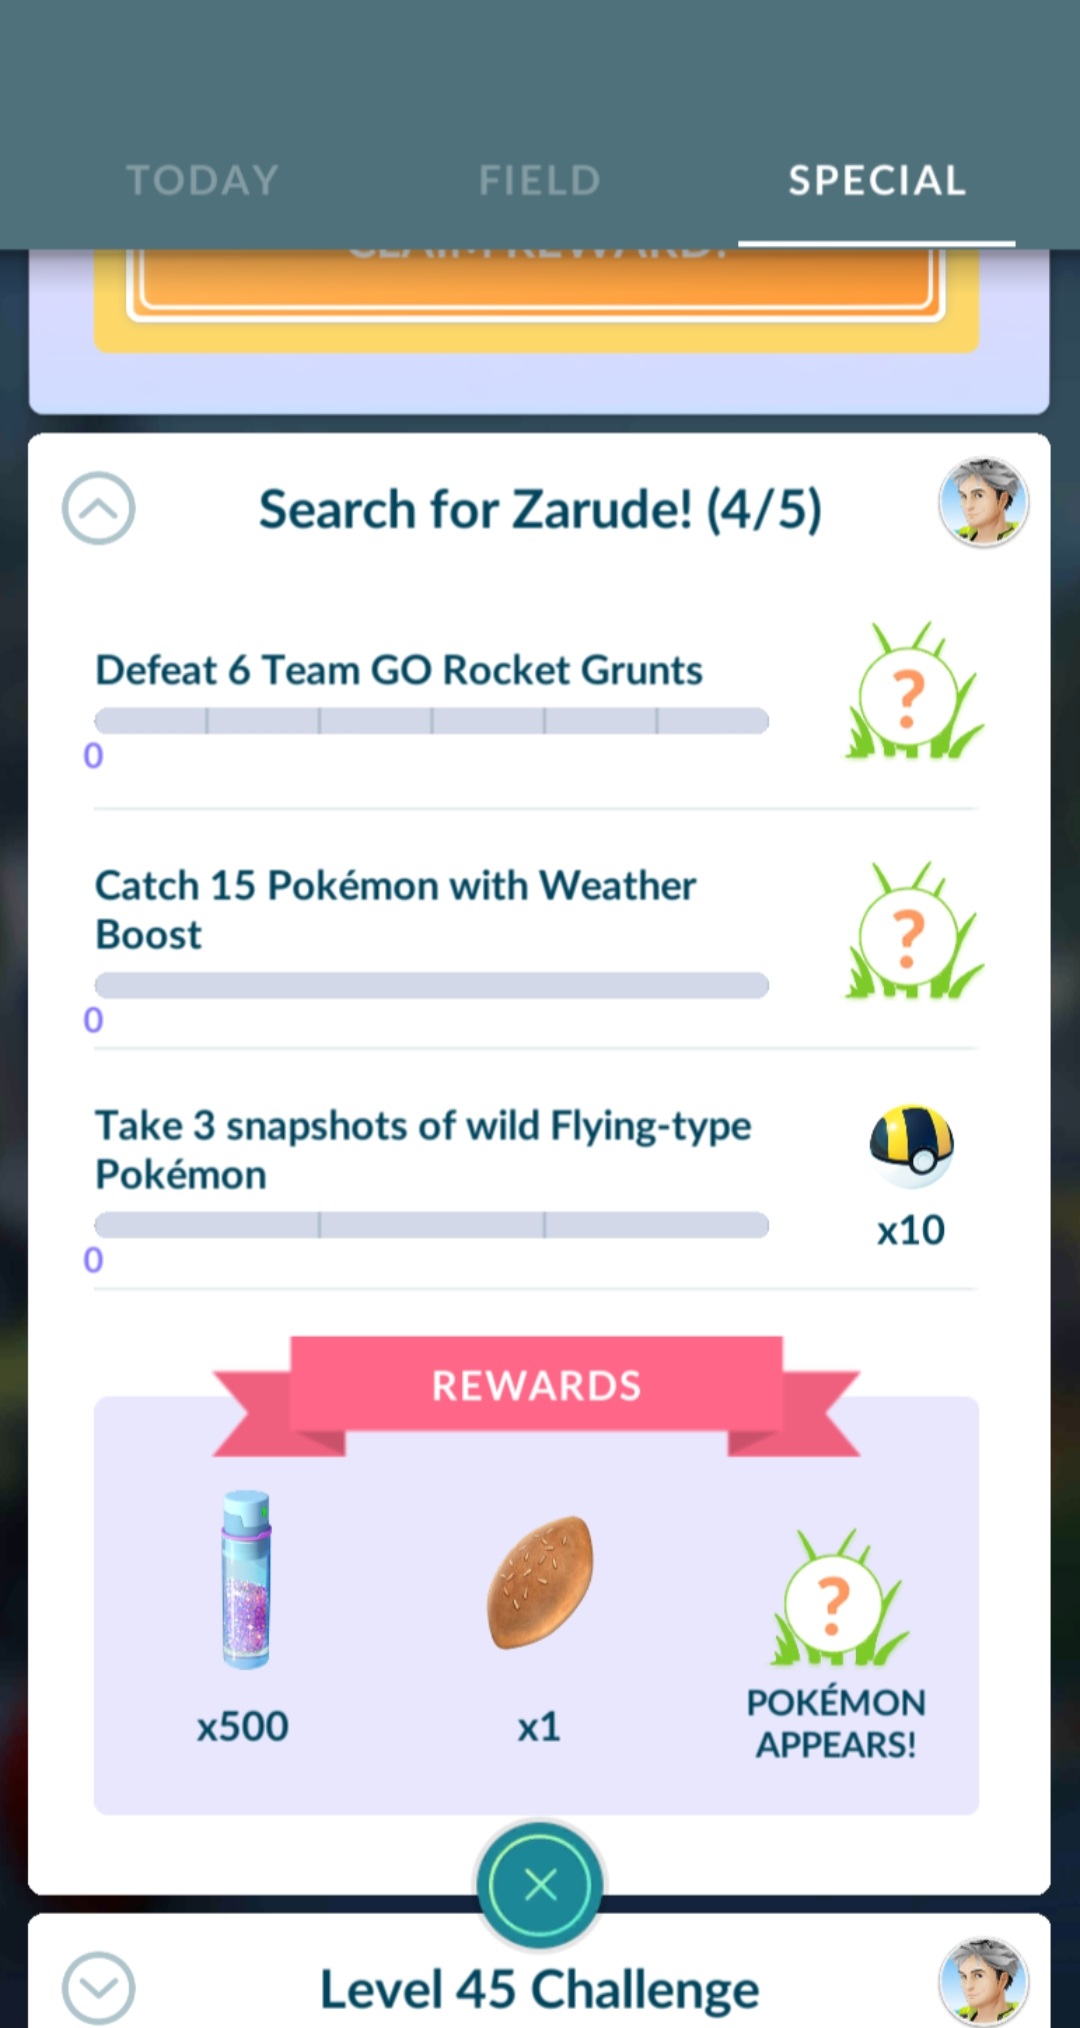 TODAY FIELD SPECIAL
CLAIM REWARD!
Search for Zarude! (4/5)
Defeat 6 Team GO Rocket Grunts
0
Catch 15 Pokémon with Weather
Boost
0
Take 3 snapshots of wild Flying-type
Pokémon
x10
0
REWARDS
x500
x1
POKÉMON
APPEARS!
Level 45 Challenge